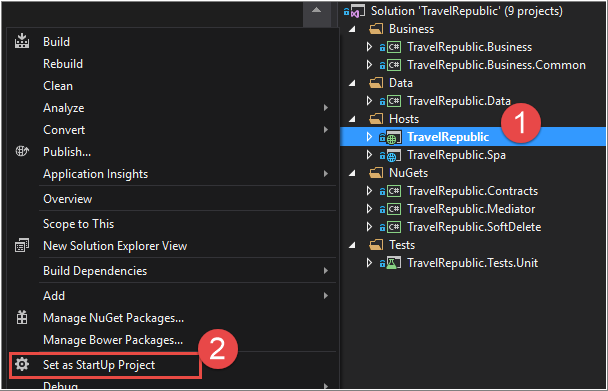 Build
Rebuild
Clean
Analyze
Convert
Publish...
Application Insights
Overview
Scope to This
New Solution Explorer View
Build Dependencies
Add
Manage NuGet Packages...
Manage Bower Packages...
2
Set as StartUp Project
Debug
Solution 'TravelRepublic' (9 projects)
Business
C# TravelRepublic.Business
C# TravelRepublic.Business.Common
Data
C# TravelRepublic.Data
Hosts
1
TravelRepublic
TravelRepublic.Spa
NuGets
C# TravelRepublic.Contracts
C# TravelRepublic.Mediator
C# TravelRepublic.SoftDelete
Tests
TravelRepublic.Tests.Unit